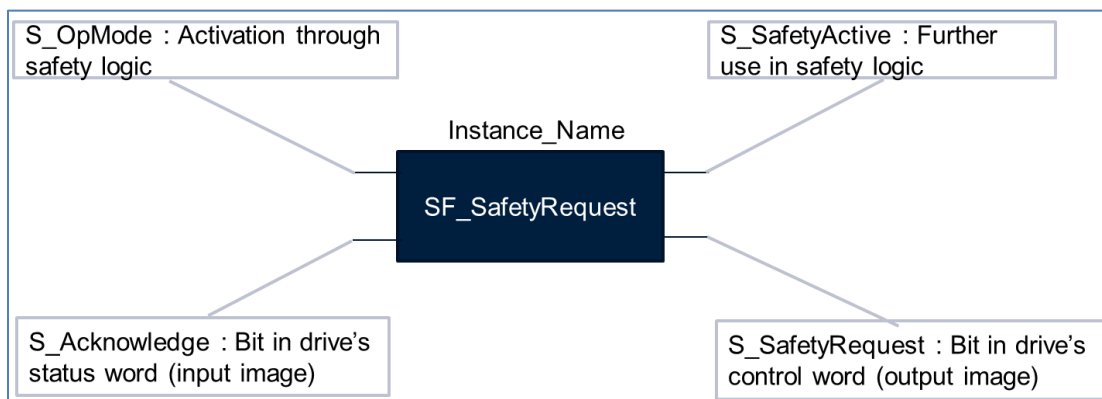 S_OpMode : Activation through
safety logic
S_SafetyActive : Further
use in safety logic
Instance_Name
SF_SafetyRequest
S_Acknowledge : Bit in drive’s
status word (input image)
S_SafetyRequest : Bit in drive’s
control word (output image)